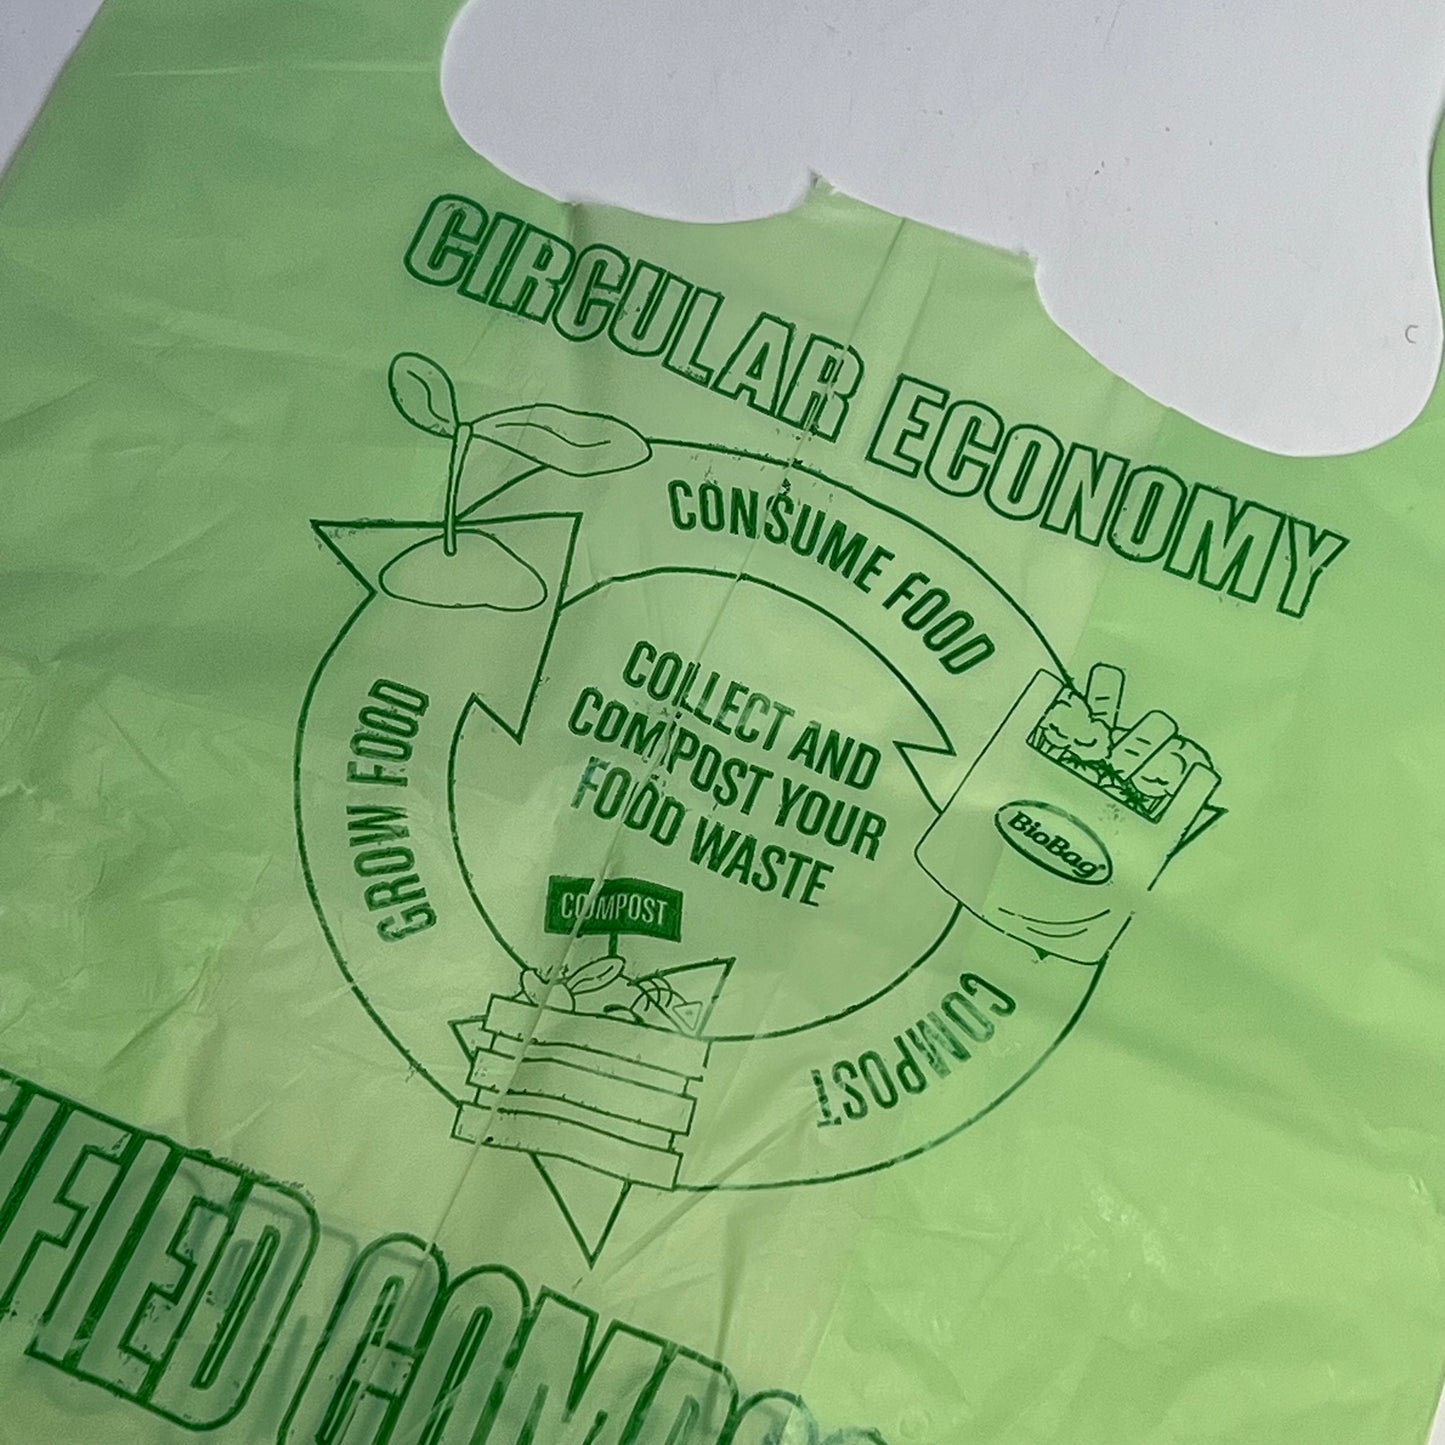 CIRCULAR ECONOMY
CONSUME FOOD
COLLECT AND
COMPOST YOUR
FOOD WASTE
GROW FOOD
BioBag®
COMPOST
COMPOST